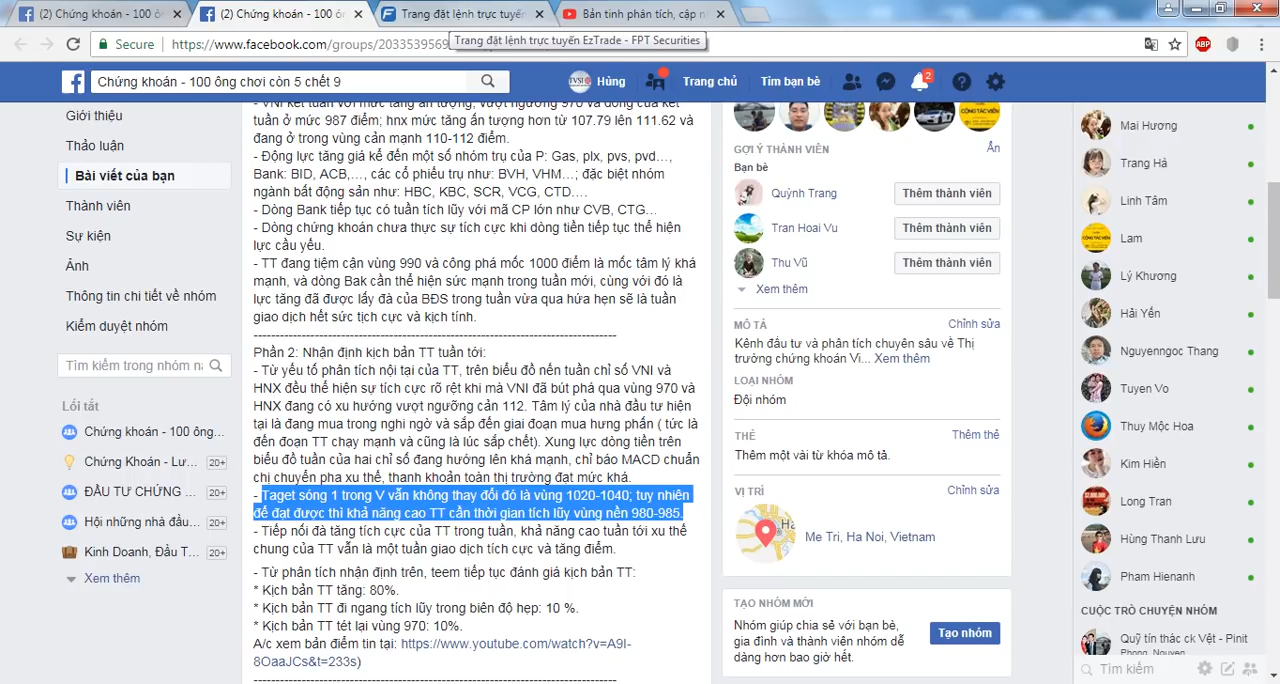 (2) Chứng khoán - 100 ôn
(2) Chứng khoán - 100 ôn
Trang đặt lệnh trực tuyến
Bản tinh phân tích, cập n
Secure
https://www.facebook.com/groups/2033539569
Trang đặt lệnh trực tuyến EzTrade - FPT Securities
ABP
Chứng khoán - 100 ông chơi còn 5 chết 9
Hùng
Trang chủ
Tìm bạn bè
2
Giới thiệu
Thảo luận
Bài viết của bạn
Thành viên
Sự kiện
Ảnh
Thông tin chi tiết về nhóm
Kiểm duyệt nhóm
Tìm kiếm trong nhóm nà
Lối tắt
Chứng khoán - 100 ông...
Chứng Khoán - Lư... 20+
ĐẦU TƯ CHỨNG ... 20+
Hội những nhà đầu... 20+
Kinh Doanh, Đầu T... 20+
Xem thêm
- VNI kết tuần với mức tăng ấn tượng, vượt ngưỡng 970 và đóng cửa kết
tuần ở mức 987 điểm; hnx mức tăng ấn tượng hơn từ 107.79 lên 111.62 và
đang ở trong vùng cản mạnh 110-112 điểm.
- Động lực tăng giá kể đến một số nhóm trụ của P: Gas, plx, pvs, pvd...,
Bank: BID, ACB,..., các cổ phiếu trụ như: BVH, VHM...; đặc biệt nhóm
ngành bất động sản như: HBC, KBC, SCR, VCG, CTD....
- Dòng Bank tiếp tục có tuần tích lũy với mã CP lớn như CVB, CTG...
- Dòng chứng khoán chưa thực sự tích cực khi dòng tiền tiếp tục thể hiện
lực cầu yếu.
- TT đang tiệm cận vùng 990 và công phá mốc 1000 điểm là mốc tâm lý khá
mạnh, và dòng Bak cần thể hiện sức mạnh trong tuần mới, cùng với đó là
lực tăng đã được lấy đà của BĐS trong tuần vừa qua hứa hẹn sẽ là tuần
giao dịch hết sức tích cực và kịch tính.
------------------------------------------------------------------------
Phần 2: Nhận định kịch bản TT tuần tới:
- Từ yếu tố phân tích nội tại của TT, trên biểu đồ nến tuần chỉ số VNI và
HNX đều thể hiện sự tích cực rõ rệt khi mà VNI đã bứt phá qua vùng 970 và
HNX đang có xu hướng vượt ngưỡng cản 112. Tâm lý của nhà đầu tư hiện
tại là đang mua trong nghi ngờ và sắp đến giai đoạn mua hưng phấn ( tức là
đến đoạn TT chạy mạnh và cũng là lúc sắp chết). Xung lực dòng tiền trên
biểu đồ tuần của hai chỉ số đang hướng lên khá mạnh, chỉ báo MACD chuẩn
chị chuyển pha xu thế, thanh khoản toàn thị trường đạt mức khá.
- Taget sóng 1 trong V vẫn không thay đổi đó là vùng 1020-1040; tuy nhiên
để đạt được thì khả năng cao TT cần thời gian tích lũy vùng nền 980-985.
- Tiếp nối đà tăng tích cực của TT trong tuần, khả năng cao tuần tới xu thế
chung của TT vẫn là một tuần giao dịch tích cực và tăng điểm.
- Từ phân tích nhận định trên, teem tiếp tục đánh giá kịch bản TT:
* Kịch bản TT tăng: 80%.
* Kịch bản TT đi ngang tích lũy trong biên độ hẹp: 10 %.
* Kịch bản TT tét lại vùng 970: 10%.
A/c xem bản điểm tin tại: https://www.youtube.com/watch?v=A9I-
8OaaJCs&t=233s)
------------------------------------------------------------------------
GỢI Ý THÀNH VIÊN
Ẩn
Bạn bè
Quỳnh Trang
Thêm thành viên
Tran Hoai Vu
Thêm thành viên
Thu Vũ
Thêm thành viên
Xem thêm
MÔ TẢ
Chỉnh sửa
Kênh đầu tư và phân tích chuyên sâu về Thị
trường chứng khoán Vi... Xem thêm
LOẠI NHÓM
Đội nhóm
THẺ
Thêm thẻ
Thêm một vài từ khóa mô tả.
VỊ TRÍ
Chỉnh sửa
Me Tri, Ha Noi, Vietnam
TẠO NHÓM MỚI
Nhóm giúp chia sẻ với bạn bè,
gia đình và thành viên nhóm dễ
dàng hơn bao giờ hết.
Tạo nhóm
Mai Hương
Trang Hà
Linh Tâm
Lam
Lý Khương
Hải Yến
Nguyenngoc Thang
Tuyen Vo
Thuy Mộc Hoa
Kim Hiền
Long Tran
Hùng Thanh Lưu
Pham Hienanh
CUỘC TRÒ CHUYỆN NHÓM
Quỹ tín thác ck Vệt - Pinit
Phong, Nguyen
Tìm kiếm